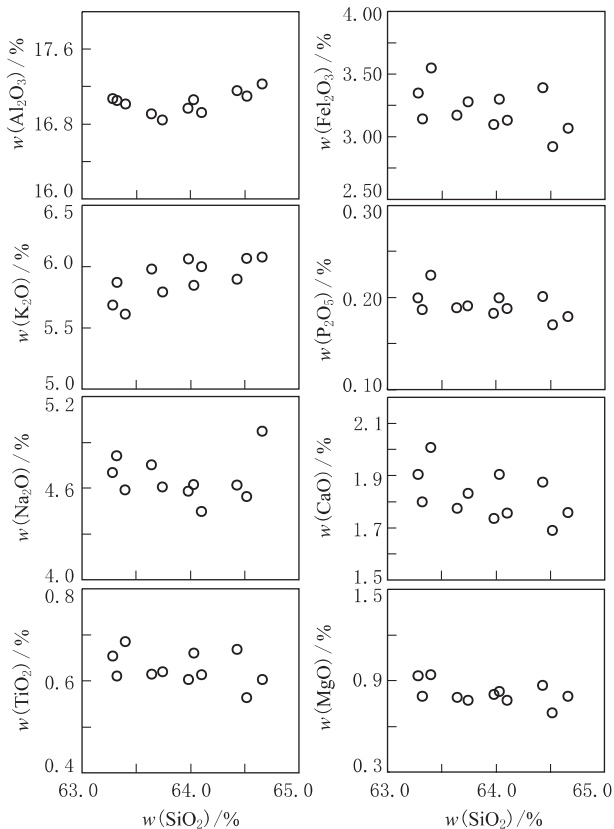 17.6
16.8
16.0
w(Al₂O₃)/%
4.00
3.50
3.00
2.50
w(FeI₂O₃)/%
6.5
6.0
5.5
5.0
w(K₂O)/%
0.30
0.20
0.10
w(P₂O₅)/%
5.2
4.6
4.0
w(Na₂O)/%
2.1
1.9
1.7
1.5
w(CaO)/%
0.8
0.6
0.4
w(TiO₂)/%
1.5
0.9
0.3
w(MgO)/%
63.0 64.0 65.0
w(SiO₂)/%
63.0 64.0 65.0
w(SiO₂)/%